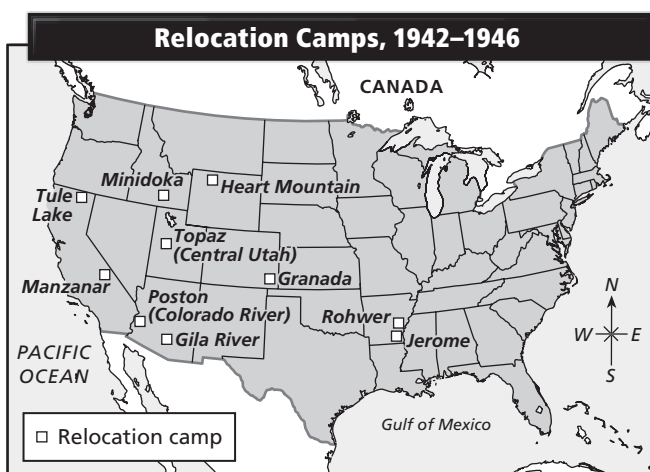 Relocation Camps, 1942–1946
CANADA
Minidoka
Heart Mountain
Tule
Lake
Topaz
(Central Utah)
Manzanar
Granada
Poston
(Colorado River)
Rohwer
Gila River
Jerome
N
W E
S
PACIFIC
OCEAN
Gulf of Mexico
Relocation camp